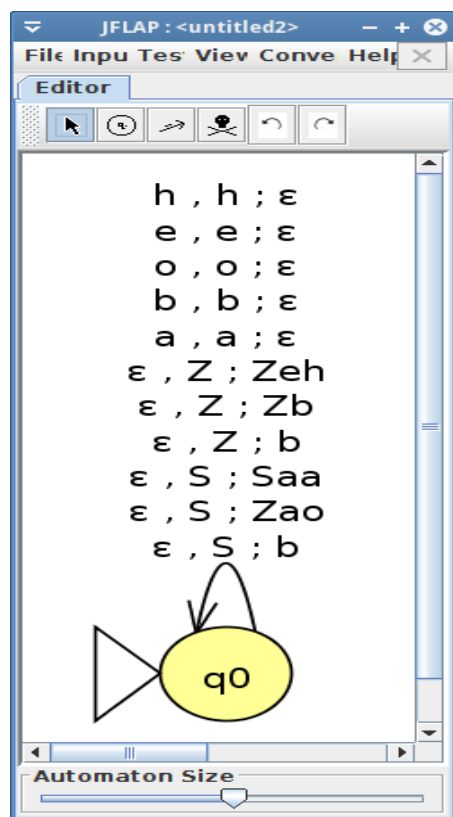 JFLAP : <untitled2>
File Inpu Tes View Conve Help
Editor
h , h ; ε
e , e ; ε
o , o ; ε
b , b ; ε
a , a ; ε
ε , Z ; Zeh
ε , Z ; Zb
ε , Z ; b
ε , S ; Saa
ε , S ; Zao
ε , S ; b
q0
Automaton Size